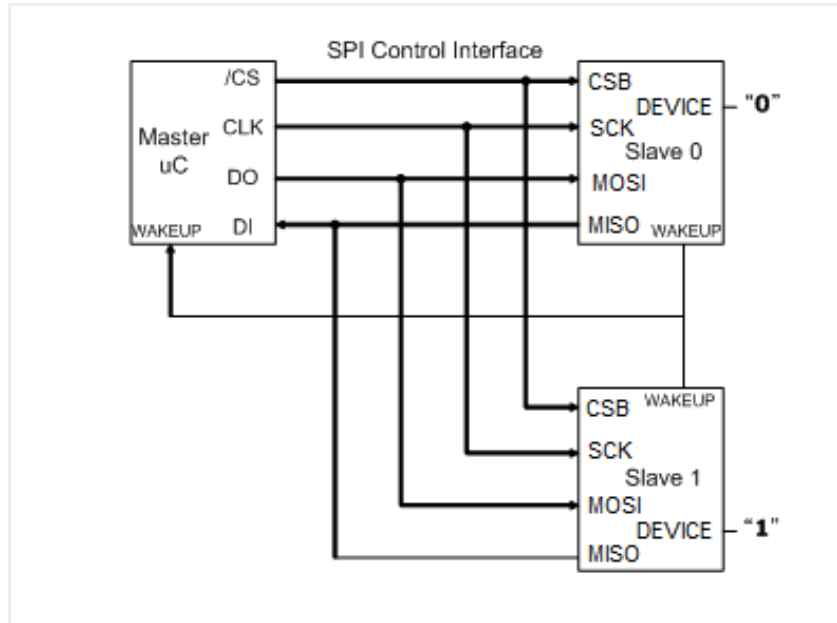 SPI Control Interface
/CS
CLK
Master
uC
DO
DI
WAKEUP
CSB
DEVICE
"0"
SCK
Slave 0
MOSI
MISO
WAKEUP
WAKEUP
CSB
SCK
Slave 1
MOSI
DEVICE
"1"
MISO